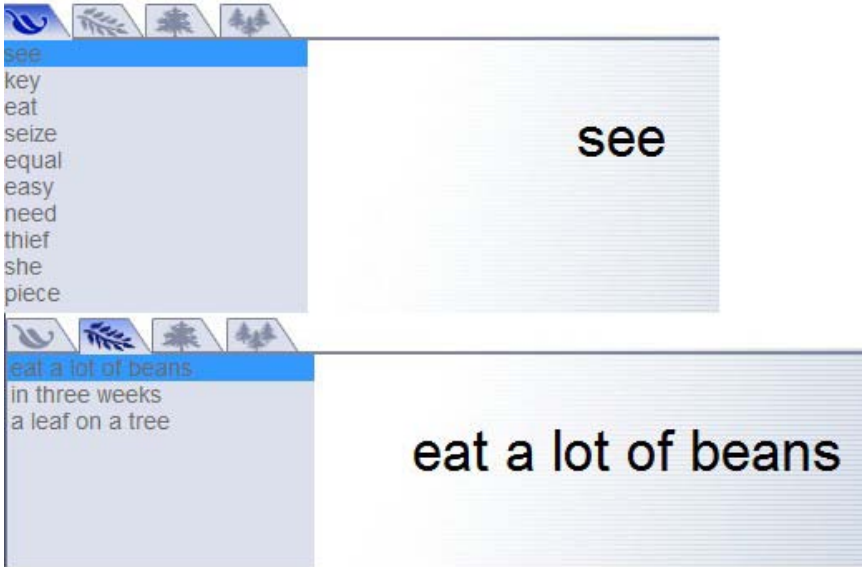 see
key
eat
seize
equal
easy
need
thief
she
piece
see
eat a lot of beans
in three weeks
a leaf on a tree
eat a lot of beans